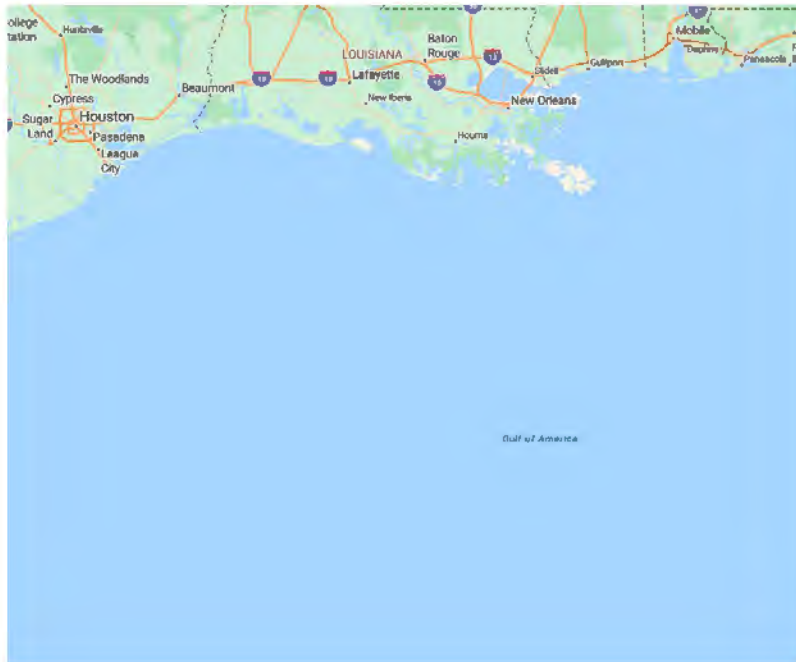 ollege
tation
Huntsville
The Woodlands
Cypress
Sugar
Land
Houston
Pasadena
League
City
Beaumont
LOUISIANA
Lafayette
New Iberia
Baton
Rouge
10
10
10
12
Slidell
New Orleans
Houma
Gulfport
Mobile
Daphne
Pensacola
Gulf of America